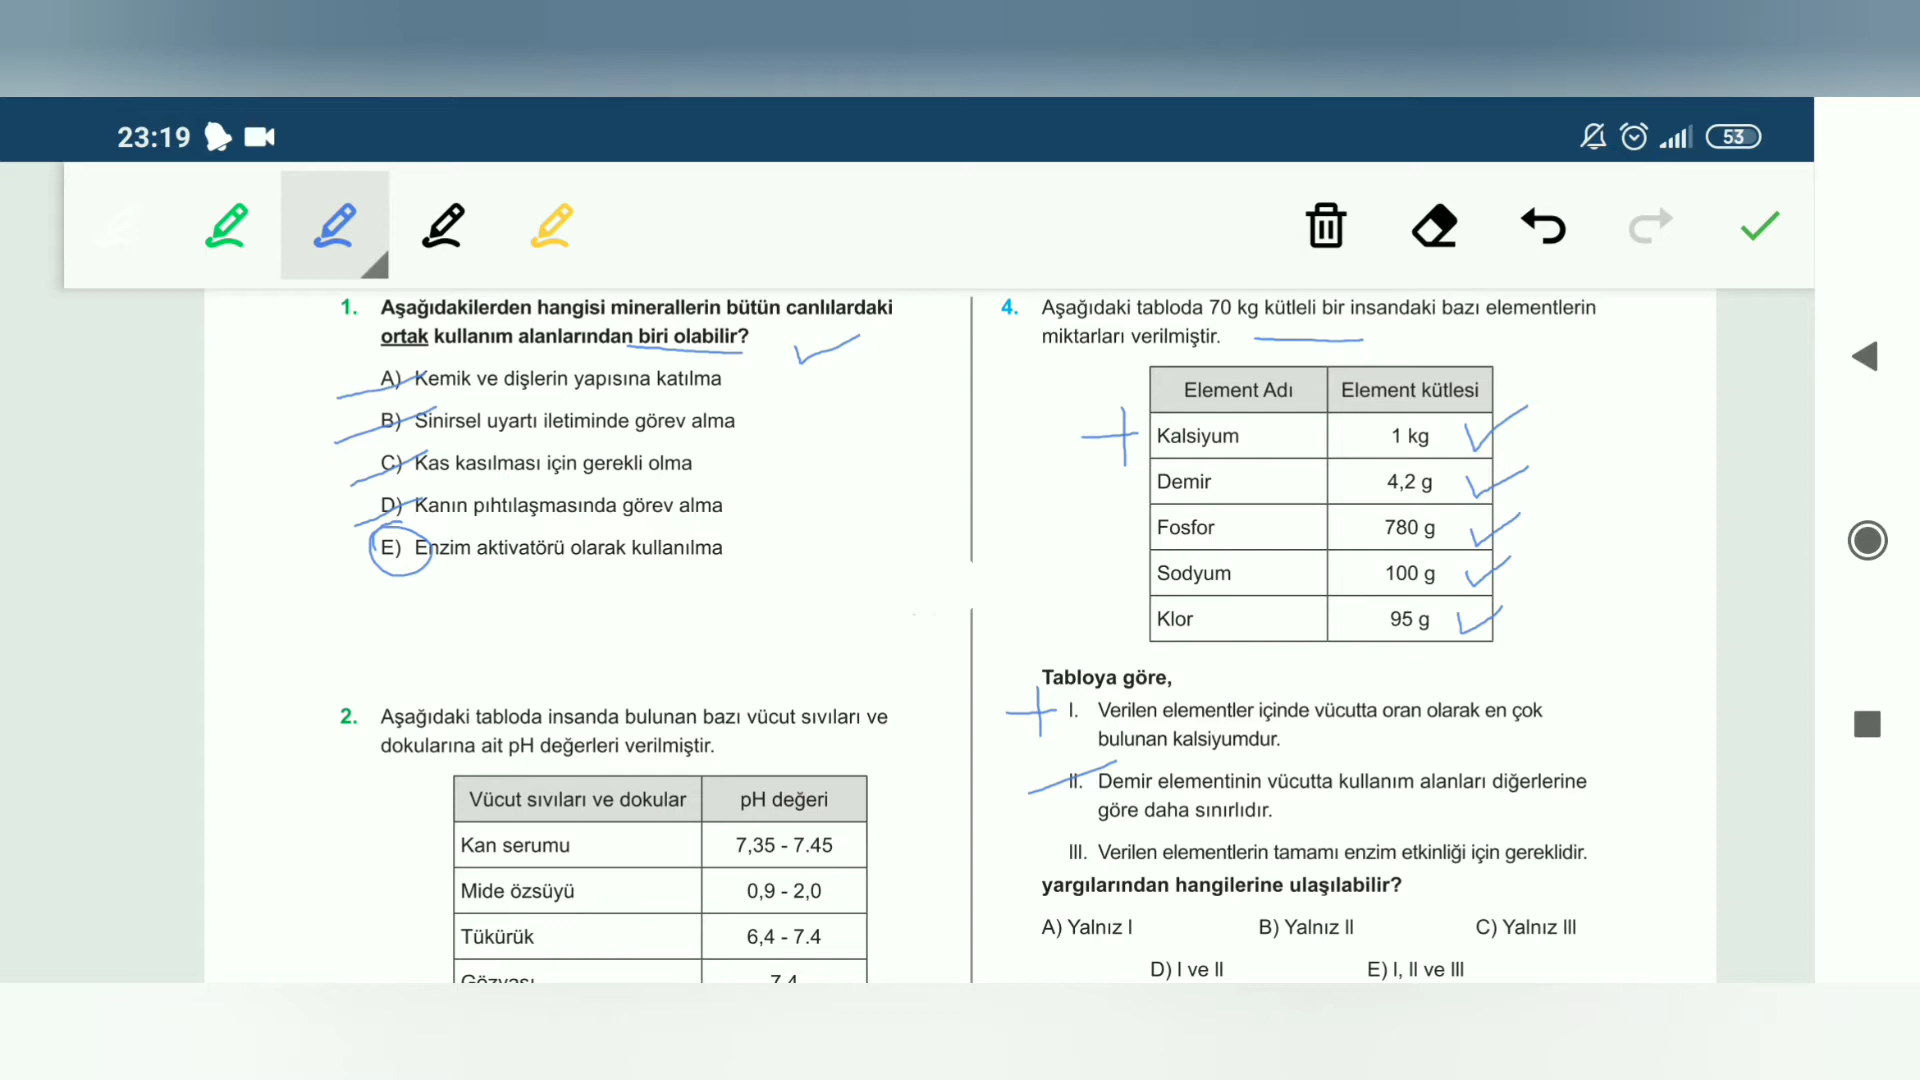 23:19
53
1. Aşağıdakilerden hangisi minerallerin bütün canlılardaki
ortak kullanım alanlarından biri olabilir?
A) Kemik ve dişlerin yapısına katılma
B) Sinirsel uyartı iletiminde görev alma
C) Kas kasılması için gerekli olma
D) Kanın pıhtılaşmasında görev alma
E) Enzim aktivatörü olarak kullanılma
2. Aşağıdaki tabloda insanda bulunan bazı vücut sıvıları ve
dokularına ait pH değerleri verilmiştir.
Vücut sıvıları ve dokular pH değeri
Kan serumu 7,35 - 7.45
Mide özsüyü 0,9 - 2,0
Tükürük 6,4 - 7.4
Gözyaşı 7,4
4. Aşağıdaki tabloda 70 kg kütleli bir insandaki bazı elementlerin
miktarları verilmiştir.
Element Adı Element kütlesi
Kalsiyum 1 kg
Demir 4,2 g
Fosfor 780 g
Sodyum 100 g
Klor 95 g
Tabloya göre,
I. Verilen elementler içinde vücutta oran olarak en çok
bulunan kalsiyumdur.
II. Demir elementinin vücutta kullanım alanları diğerlerine
göre daha sınırlıdır.
III. Verilen elementlerin tamamı enzim etkinliği için gereklidir.
yargılarından hangilerine ulaşılabilir?
A) Yalnız I B) Yalnız II C) Yalnız III
D) I ve II E) I, II ve III